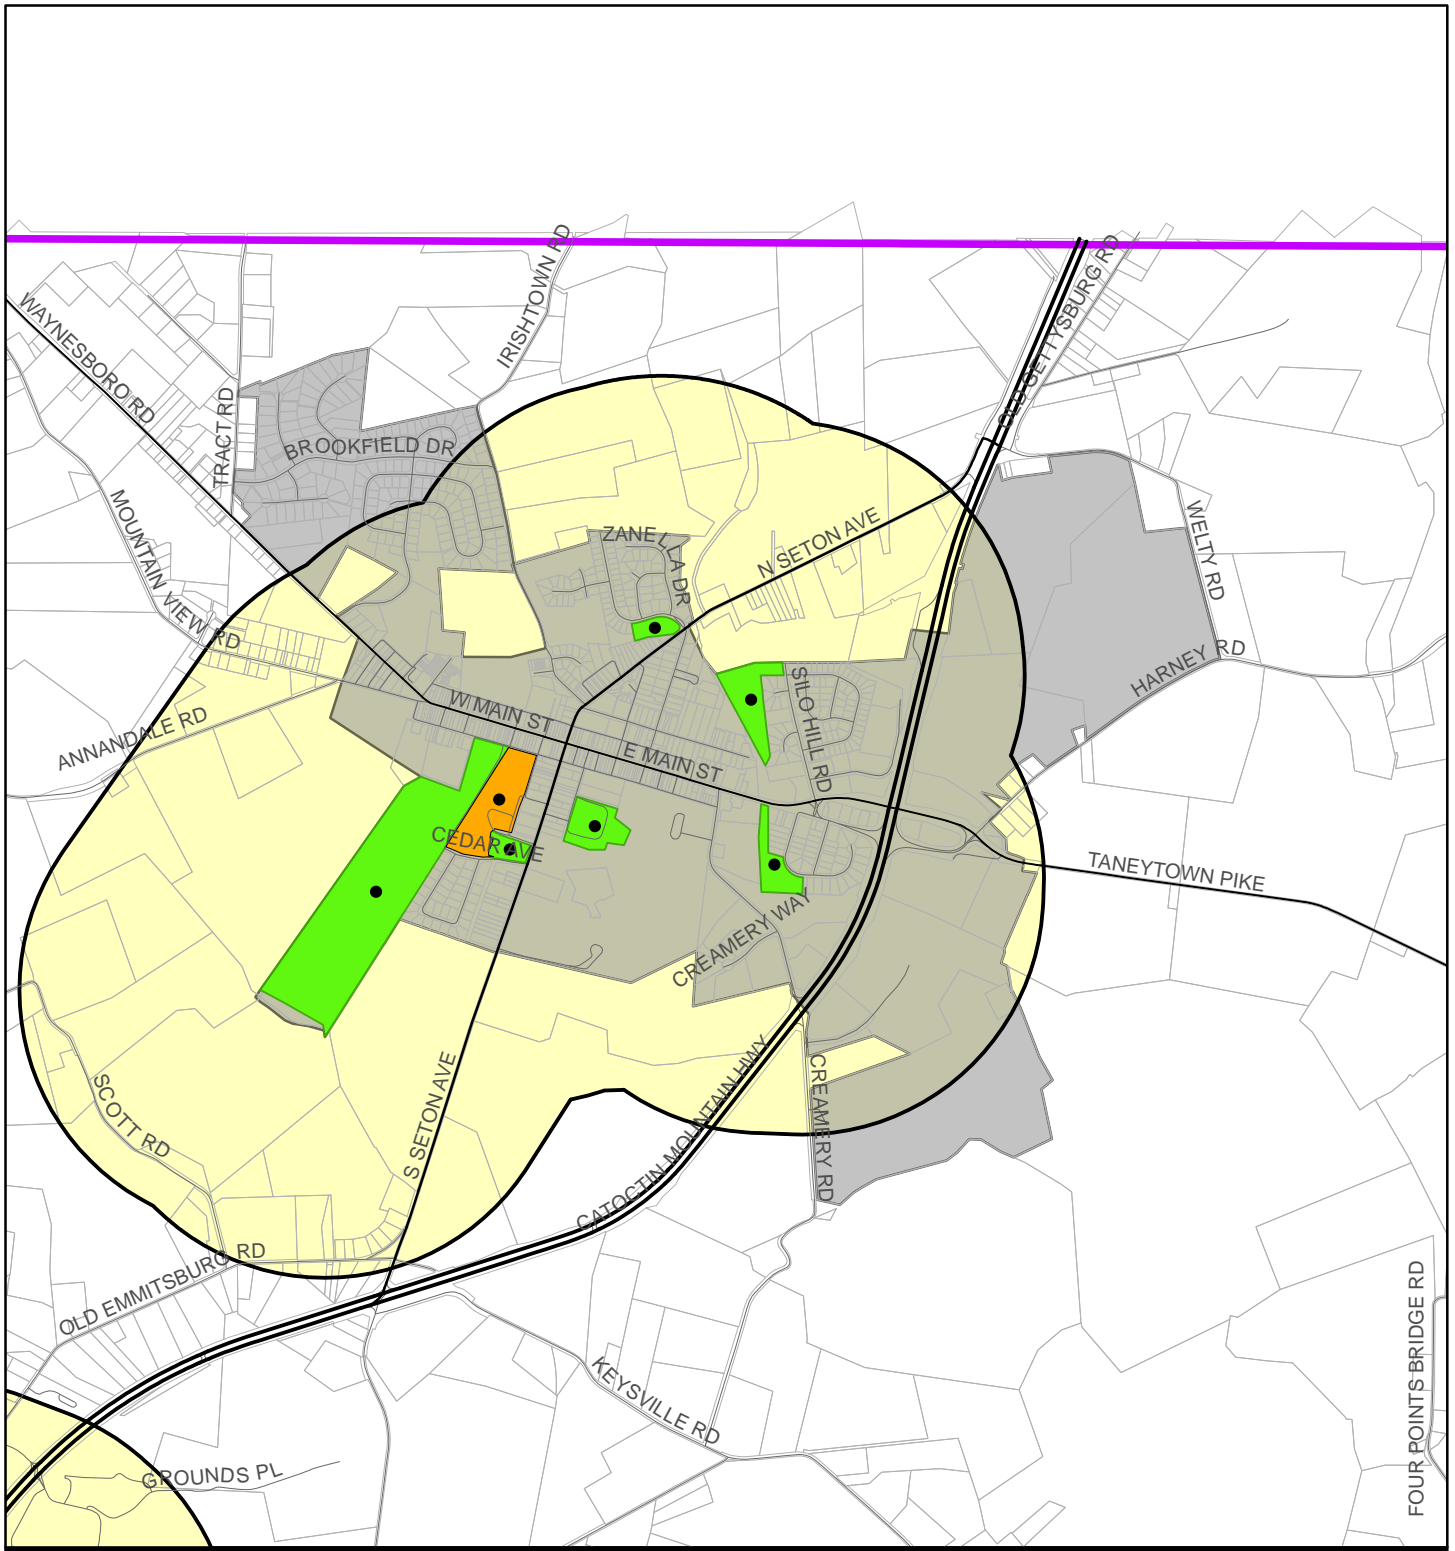 IRISHTOWN RD
OLD GETTYSBURG RD
WAYNESBORO RD
TRACT RD
BROOKFIELD DR
MOUNTAIN VIEW RD
ZANELLA DR
N SETON AVE
WELTY RD
HARNEY RD
ANNANDALE RD
W MAIN ST
E MAIN ST
SILO HILL RD
CEDAR AVE
TANEYTOWN PIKE
CREAMERY WAY
SCOTT RD
S SETON AVE
CATOCTIN MOUNTAIN HWY
CREAMERY RD
OLD EMMITSBURG RD
KEYSVILLE RD
FOUR POINTS BRIDGE RD
GROUNDS PL